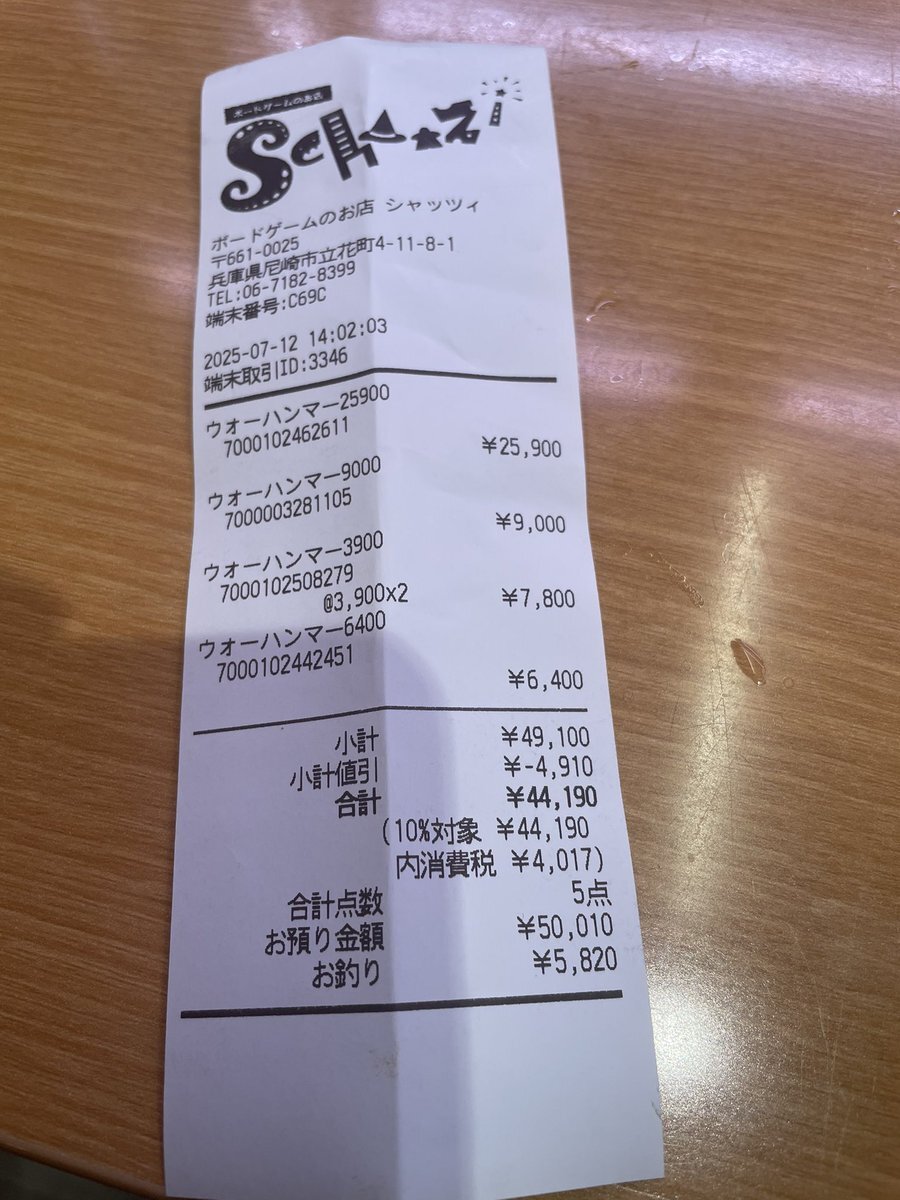 ボードゲームのお店
Schatzi
ボードゲームのお店 シャッツィ
〒661-0025
兵庫県尼崎市立花町4-11-8-1
TEL:06-7182-8399
端末番号:C69C
2025-07-12 14:02:03
端末取引ID:3346
ウォーハンマー25900
7000102462611
¥25,900
ウォーハンマー9000
7000003281105
¥9,000
ウォーハンマー3900
7000102508279
@3,900x2 ¥7,800
ウォーハンマー6400
7000102442451
¥6,400
小計 ¥49,100
小計値引 ¥-4,910
合計 ¥44,190
(10%対象 ¥44,190
内消費税 ¥4,017)
合計点数 5点
お預り金額 ¥50,010
お釣り ¥5,820